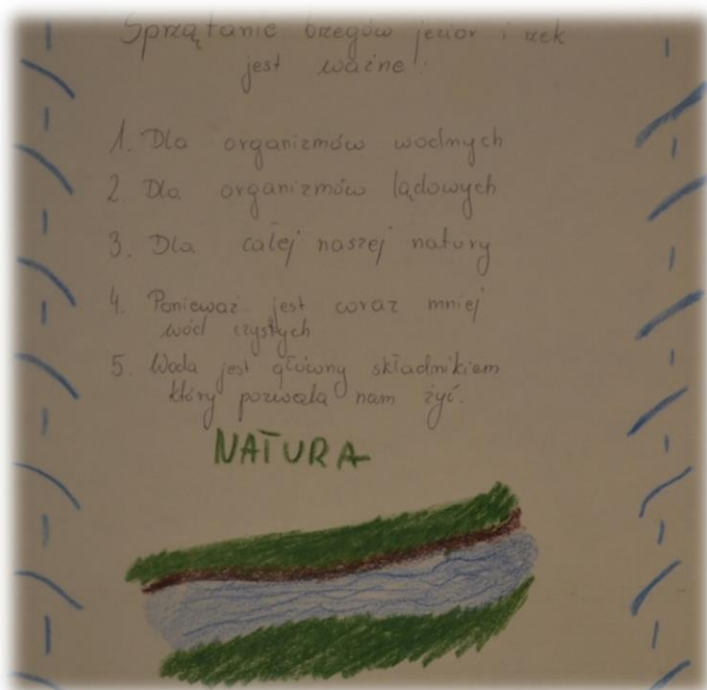 Sprzątanie brzegów jezior i rzek
jest ważne!
1. Dla organizmów wodnych
2. Dla organizmów lądowych
3. Dla całej naszej natury
4. Ponieważ jest coraz mniej
wód czystych
5. Woda jest główny składnikiem
który pozwala nam żyć.
NATURA